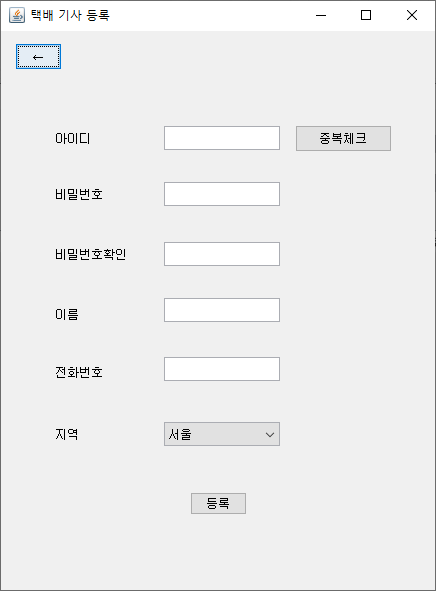 택배 기사 등록
←
아이디 중복체크
비밀번호
비밀번호확인
이름
전화번호
지역 서울
등록